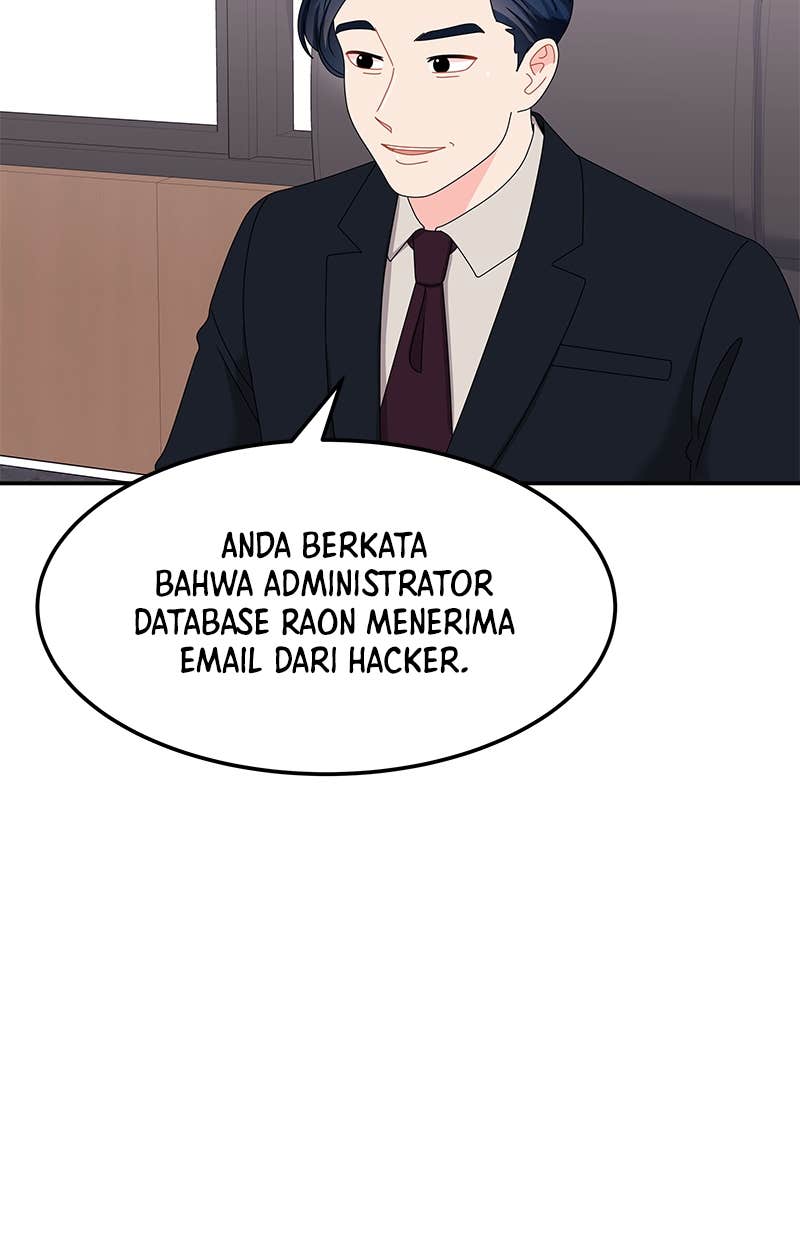 ANDA BERKATA
BAHWA ADMINISTRATOR
DATABASE RAON MENERIMA
EMAIL DARI HACKER.